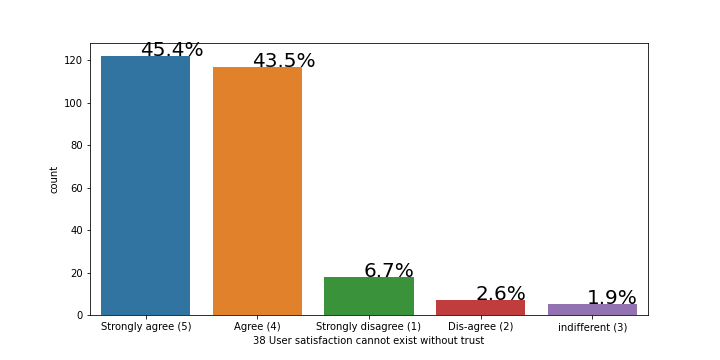 45.4%
43.5%
6.7%
2.6%
1.9%
120
100
80
60
40
20
0
count
Strongly agree (5)
Agree (4)
Strongly disagree (1)
Dis-agree (2)
indifferent (3)
38 User satisfaction cannot exist without trust